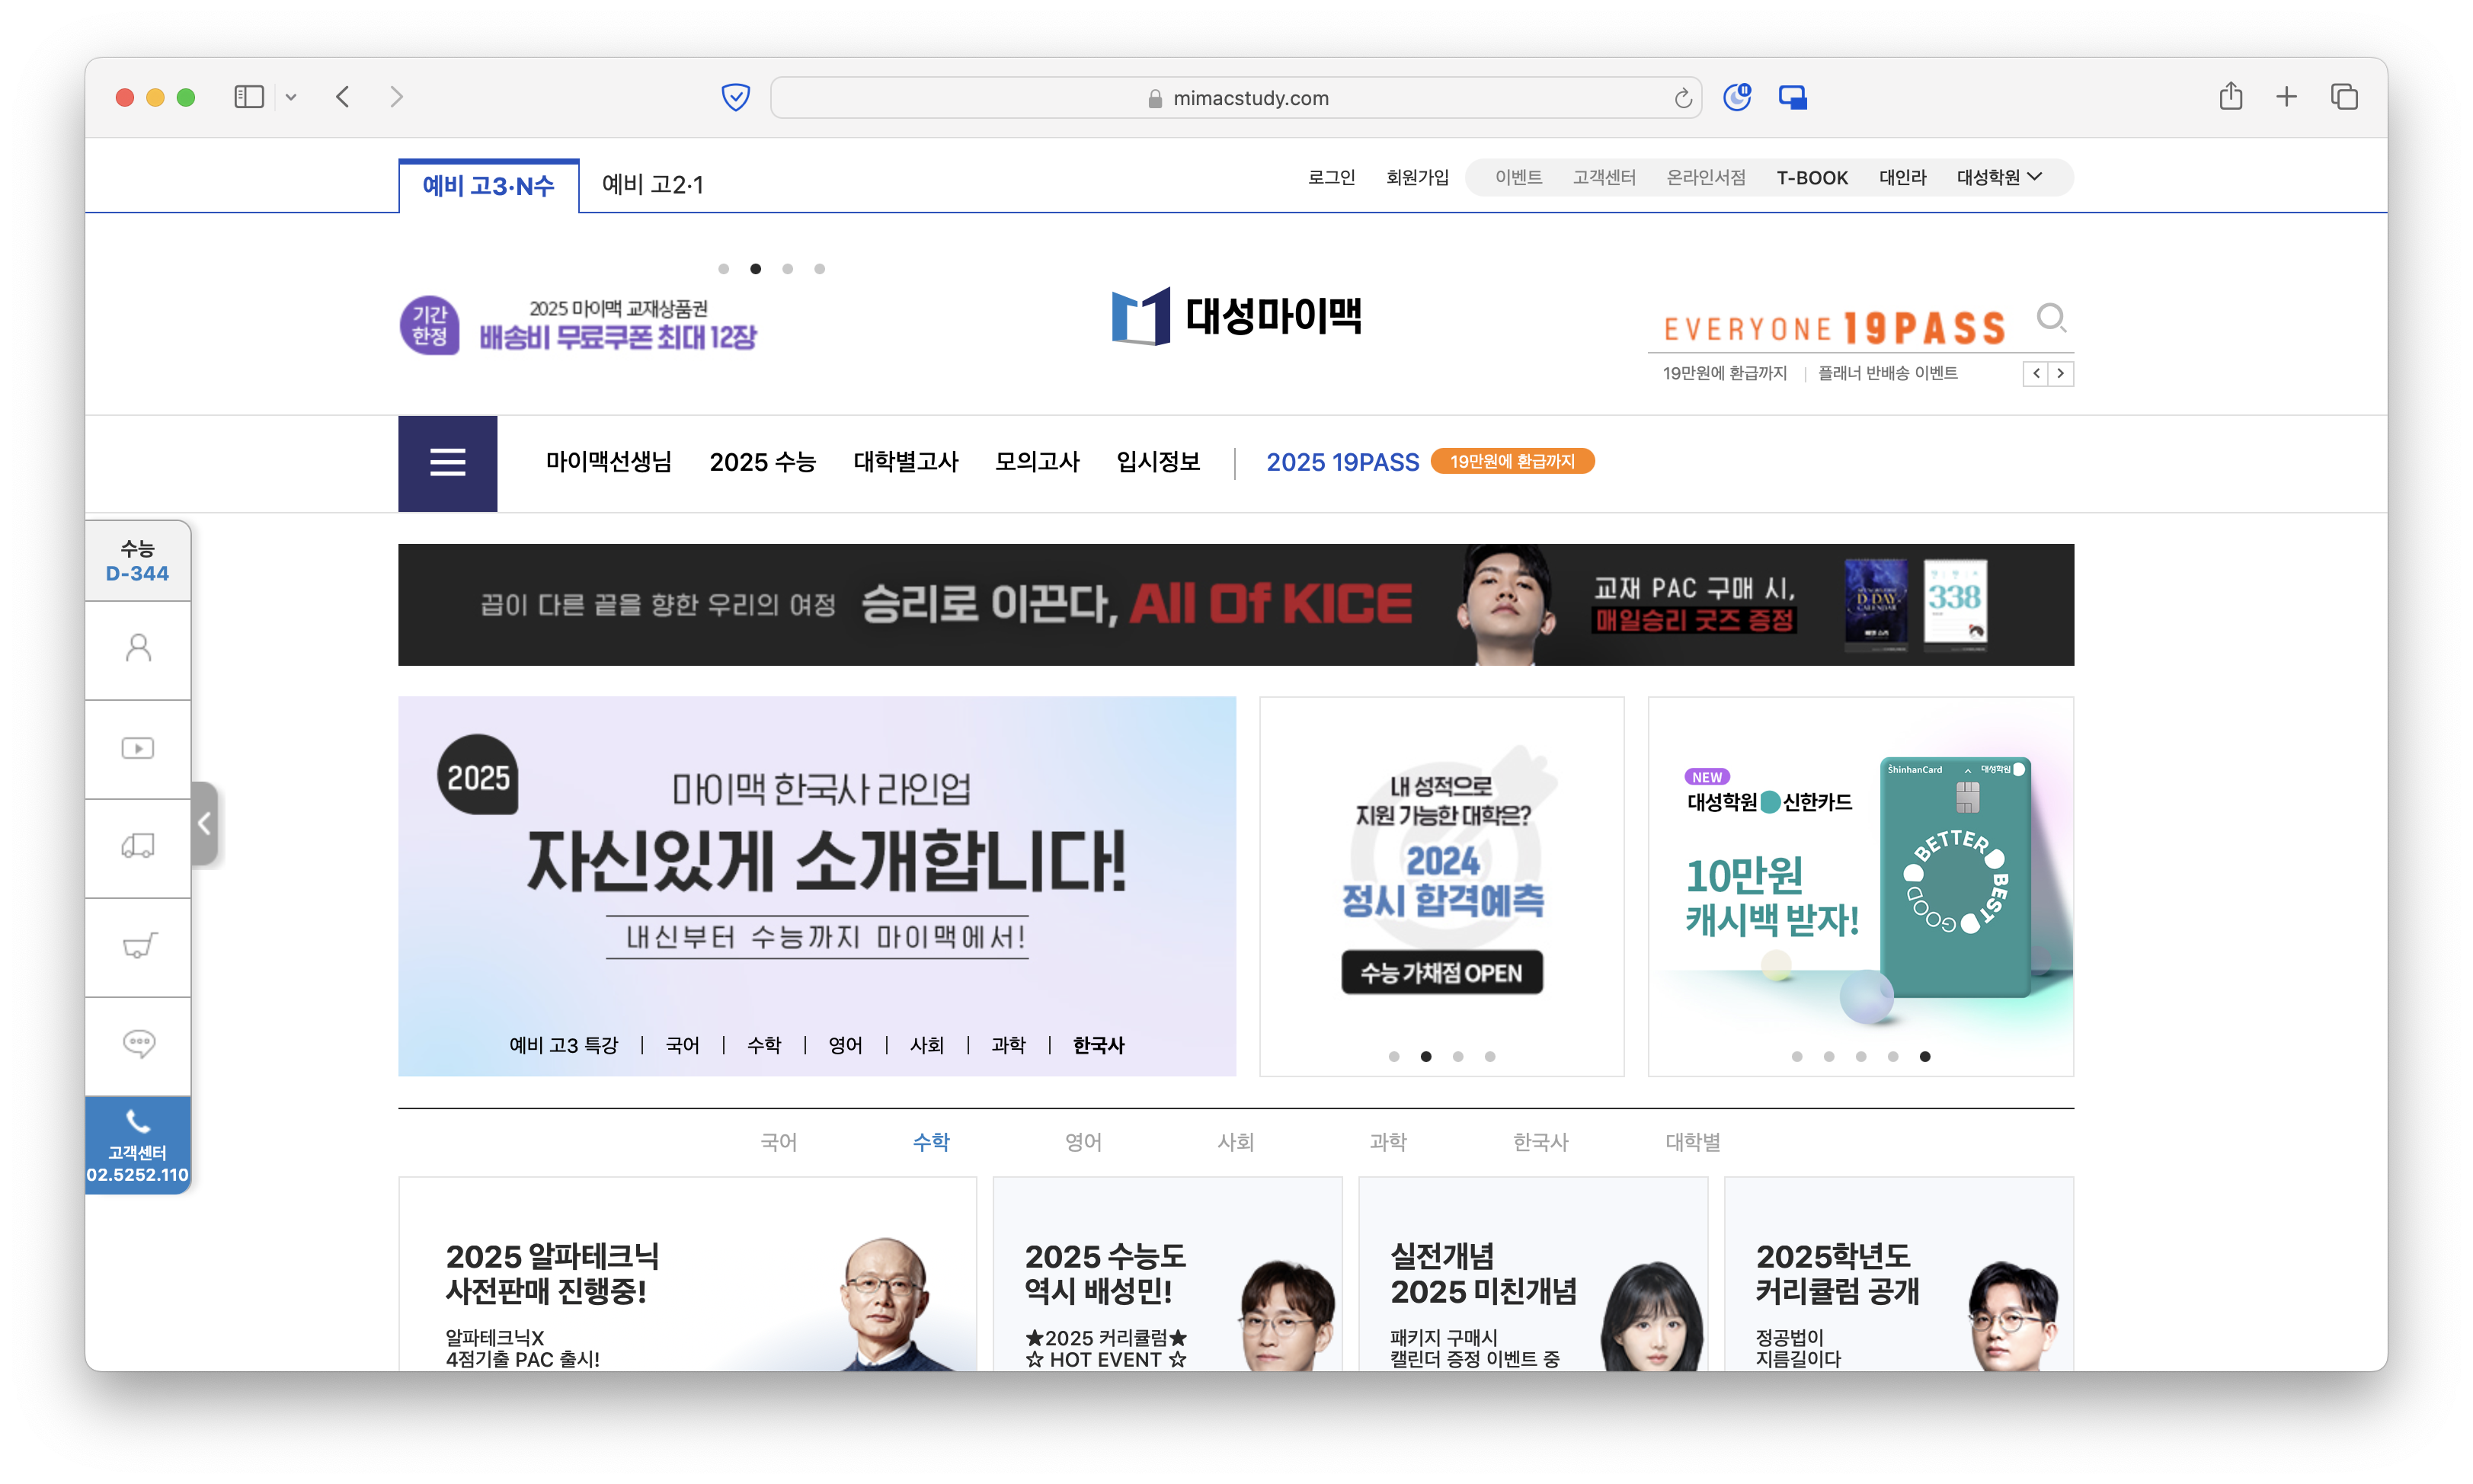 mimacstudy.com
예비 고3·N수
예비 고2·1
로그인
회원가입
이벤트
고객센터
온라인서점
T-BOOK
대인라
대성학원
기간
한정
2025 마이맥 교재상품권
배송비 무료쿠폰 최대 12장
대성마이맥
EVERYONE 19PASS
19만원에 환급까지
플래너 반배송 이벤트
마이맥선생님
2025 수능
대학별고사
모의고사
입시정보
2025 19PASS
19만원에 환급까지
수능
D-344
고객센터
02.5252.110
끕이 다른 끝을 향한 우리의 여정
승리로 이끈다, All Of KICE
교재 PAC 구매 시,
매일승리 굿즈 증정
D-DAY
CALENDAR
338
2025
마이맥 한국사 라인업
자신있게 소개합니다!
내신부터 수능까지 마이맥에서!
예비 고3 특강 | 국어 | 수학 | 영어 | 사회 | 과학 | 한국사
내 성적으로
지원 가능한 대학은?
2024
정시 합격예측
수능 가채점 OPEN
NEW
대성학원 신한카드
10만원
캐시백 받자!
ShinhanCard
대성학원
BETTER BEST GOOD
국어
수학
영어
사회
과학
한국사
대학별
2025 알파테크닉
사전판매 진행중!
알파테크닉X
4점기출 PAC 출시!
2025 수능도
역시 배성민!
★2025 커리큘럼★
☆ HOT EVENT ☆
실전개념
2025 미친개념
패키지 구매시
캘린더 증정 이벤트 중
2025학년도
커리큘럼 공개
정공법이
지름길이다